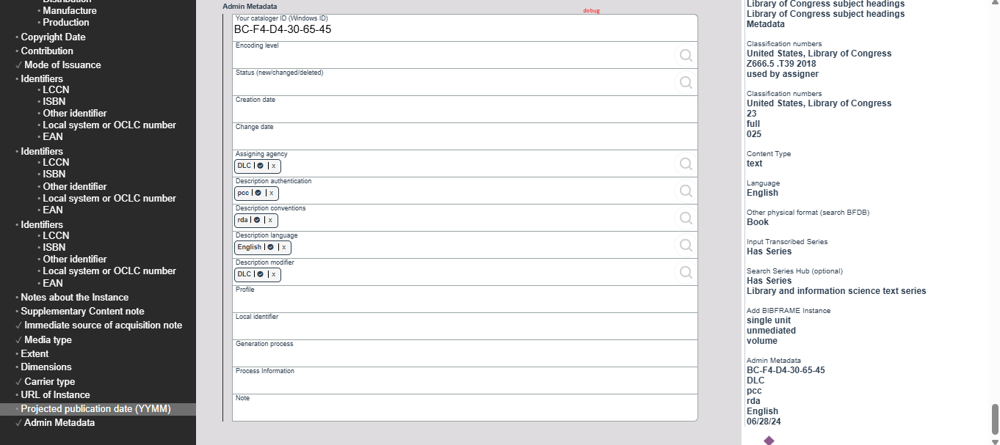 Distribution
• Manufacture
• Production
• Copyright Date
• Contribution
✓ Mode of Issuance
• Identifiers
• LCCN
• ISBN
• Other identifier
• Local system or OCLC number
• EAN
• Identifiers
• LCCN
• ISBN
• Other identifier
• Local system or OCLC number
• EAN
• Identifiers
• LCCN
• ISBN
• Other identifier
• Local system or OCLC number
• EAN
• Notes about the Instance
• Supplementary Content note
✓ Immediate source of acquisition note
✓ Media type
• Extent
• Dimensions
✓ Carrier type
• URL of Instance
• Projected publication date (YYMM)
✓ Admin Metadata
Admin Metadata
debug
Your cataloger ID (Windows ID)
BC-F4-D4-30-65-45
Encoding level
Status (new/changed/deleted)
Creation date
Change date
Assigning agency
DLC | | x
Description authentication
pcc | | x
Description conventions
rda | | x
Description language
English | | x
Description modifier
DLC | | x
Profile
Local identifier
Generation process
Process Information
Note
Library of Congress subject headings
Library of Congress subject headings
Metadata
Classification numbers
United States, Library of Congress
Z666.5 .T39 2018
used by assigner
Classification numbers
United States, Library of Congress
23
full
025
Content Type
text
Language
English
Other physical format (search BFDB)
Book
Input Transcribed Series
Has Series
Search Series Hub (optional)
Has Series
Library and information science text series
Add BIBFRAME Instance
single unit
unmediated
volume
Admin Metadata
BC-F4-D4-30-65-45
DLC
pcc
rda
English
06/28/24